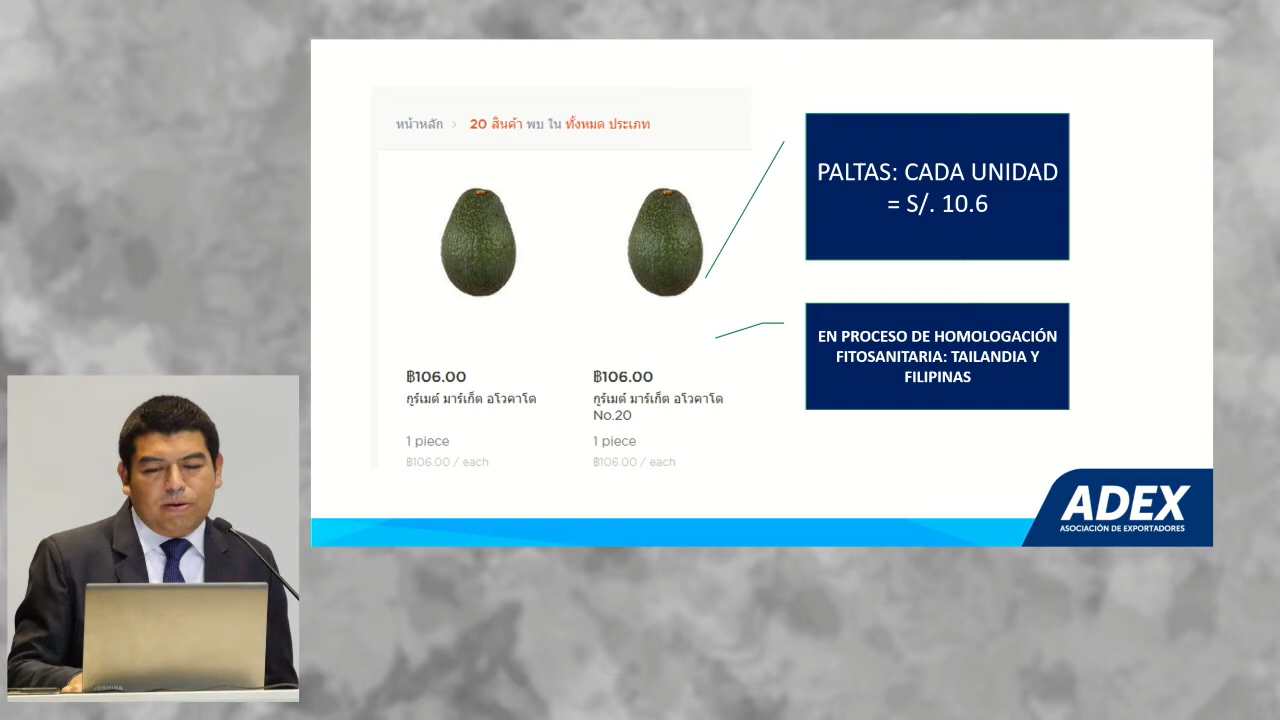 หน้าหลัก > 20 สินค้า พบ ใน ทั้งหมด ประเภท
฿106.00
กูร์เมต์ มาร์เก็ต อโวคาโด
1 piece
฿106.00 / each
฿106.00
กูร์เมต์ มาร์เก็ต อโวคาโด
No.20
1 piece
฿106.00 / each
PALTAS: CADA UNIDAD
= S/. 10.6
EN PROCESO DE HOMOLOGACIÓN
FITOSANITARIA: TAILANDIA Y
FILIPINAS
ADEX
ASOCIACIÓN DE EXPORTADORES
TOSHIBA